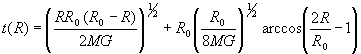 t(R) = ( RR₀ (R₀ − R) / 2MG )^½ + R₀ ( R₀ / 8MG )^½ arccos( 2R / R₀ − 1 )